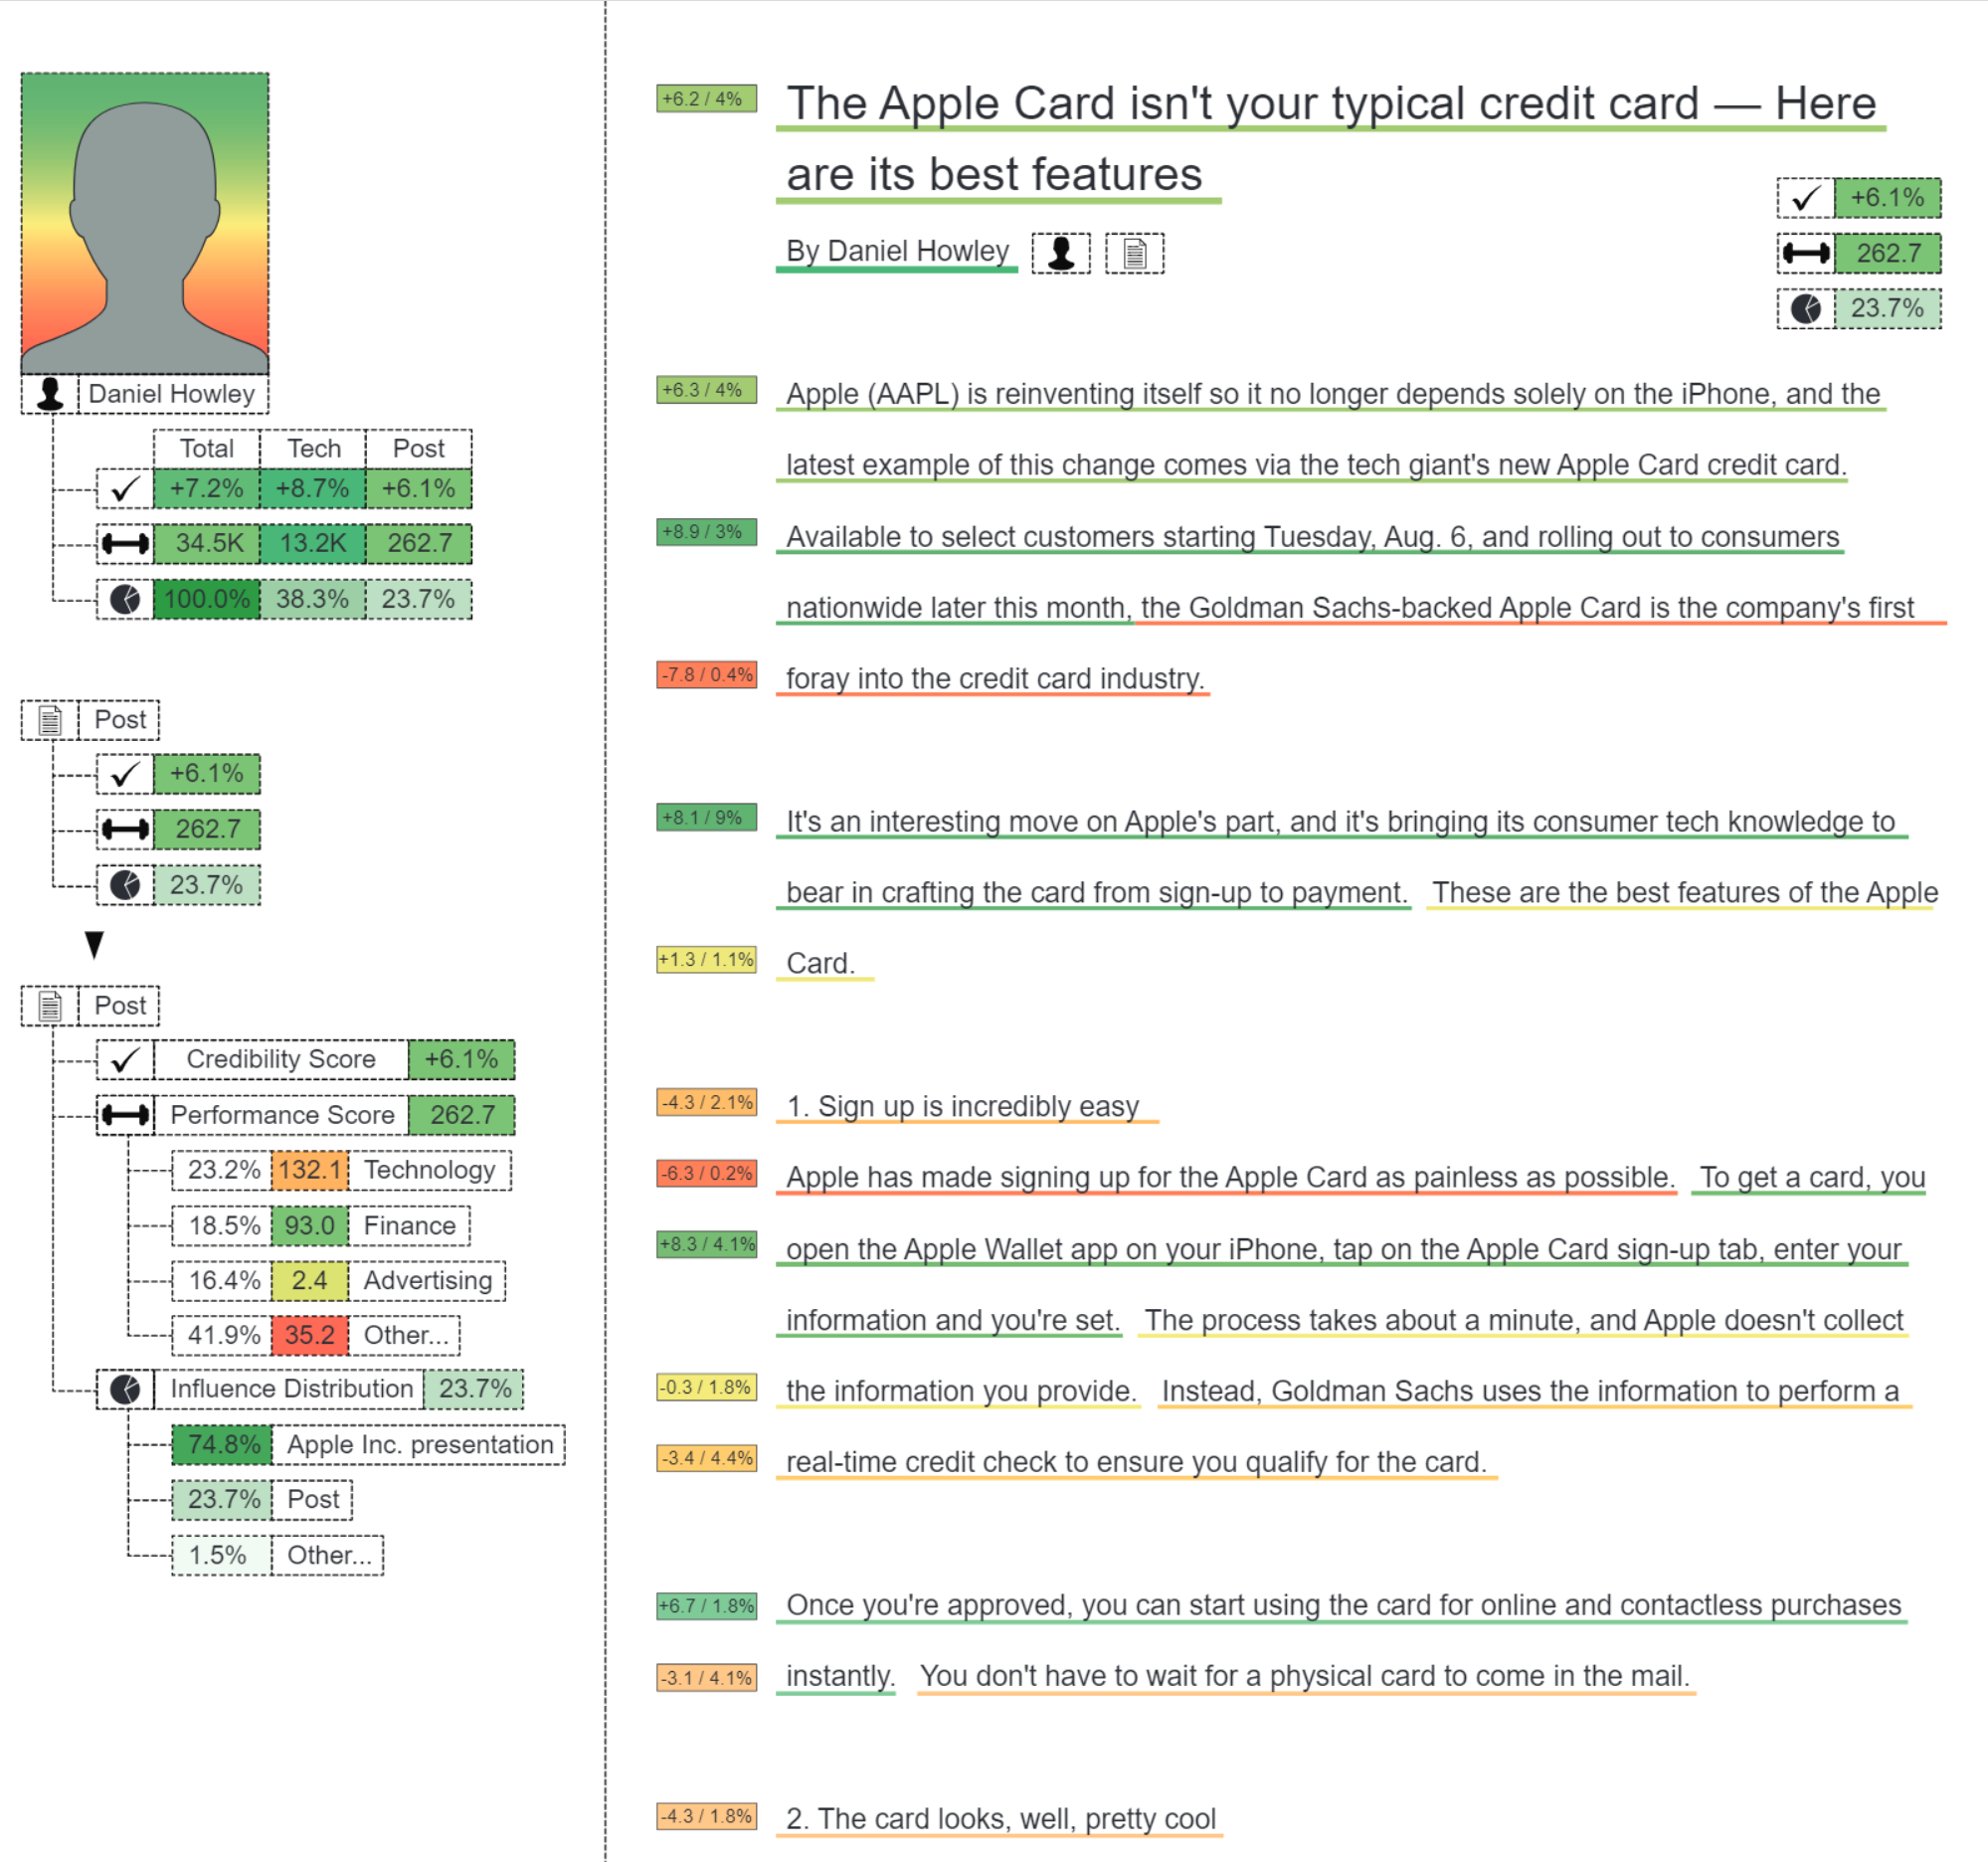 Daniel Howley
Total Tech Post
+7.2% +8.7% +6.1%
34.5K 13.2K 262.7
100.0% 38.3% 23.7%
Post
+6.1%
262.7
23.7%
Post
Credibility Score +6.1%
Performance Score 262.7
23.2% 132.1 Technology
18.5% 93.0 Finance
16.4% 2.4 Advertising
41.9% 35.2 Other...
Influence Distribution 23.7%
74.8% Apple Inc. presentation
23.7% Post
1.5% Other...
+6.2 / 4% The Apple Card isn't your typical credit card — Here
are its best features
By Daniel Howley
+6.1%
262.7
23.7%
+6.3 / 4% Apple (AAPL) is reinventing itself so it no longer depends solely on the iPhone, and the
latest example of this change comes via the tech giant's new Apple Card credit card.
+8.9 / 3% Available to select customers starting Tuesday, Aug. 6, and rolling out to consumers
nationwide later this month, the Goldman Sachs-backed Apple Card is the company's first
-7.8 / 0.4% foray into the credit card industry.
+8.1 / 9% It's an interesting move on Apple's part, and it's bringing its consumer tech knowledge to
bear in crafting the card from sign-up to payment. These are the best features of the Apple
+1.3 / 1.1% Card.
-4.3 / 2.1% 1. Sign up is incredibly easy
-6.3 / 0.2% Apple has made signing up for the Apple Card as painless as possible. To get a card, you
+8.3 / 4.1% open the Apple Wallet app on your iPhone, tap on the Apple Card sign-up tab, enter your
information and you're set. The process takes about a minute, and Apple doesn't collect
-0.3 / 1.8% the information you provide. Instead, Goldman Sachs uses the information to perform a
-3.4 / 4.4% real-time credit check to ensure you qualify for the card.
+6.7 / 1.8% Once you're approved, you can start using the card for online and contactless purchases
-3.1 / 4.1% instantly. You don't have to wait for a physical card to come in the mail.
-4.3 / 1.8% 2. The card looks, well, pretty cool